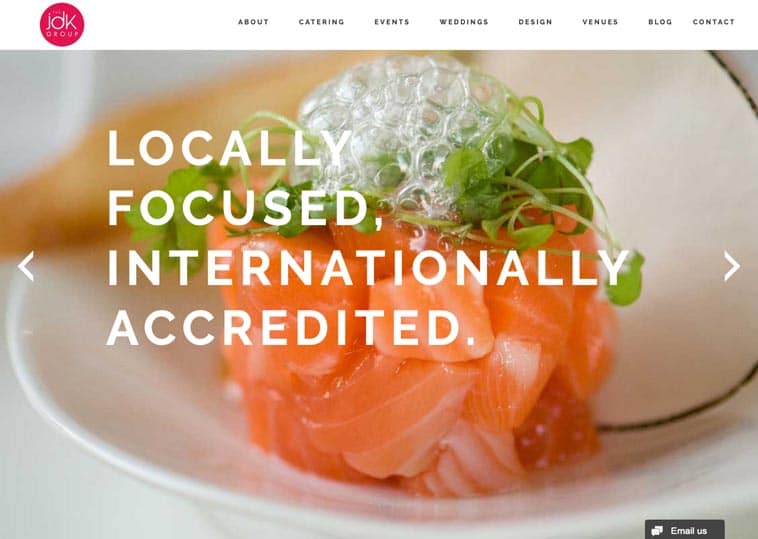 THE
jdk
GROUP
ABOUT
CATERING
EVENTS
WEDDINGS
DESIGN
VENUES
BLOG
CONTACT
LOCALLY
FOCUSED,
INTERNATIONALLY
ACCREDITED.
Email us